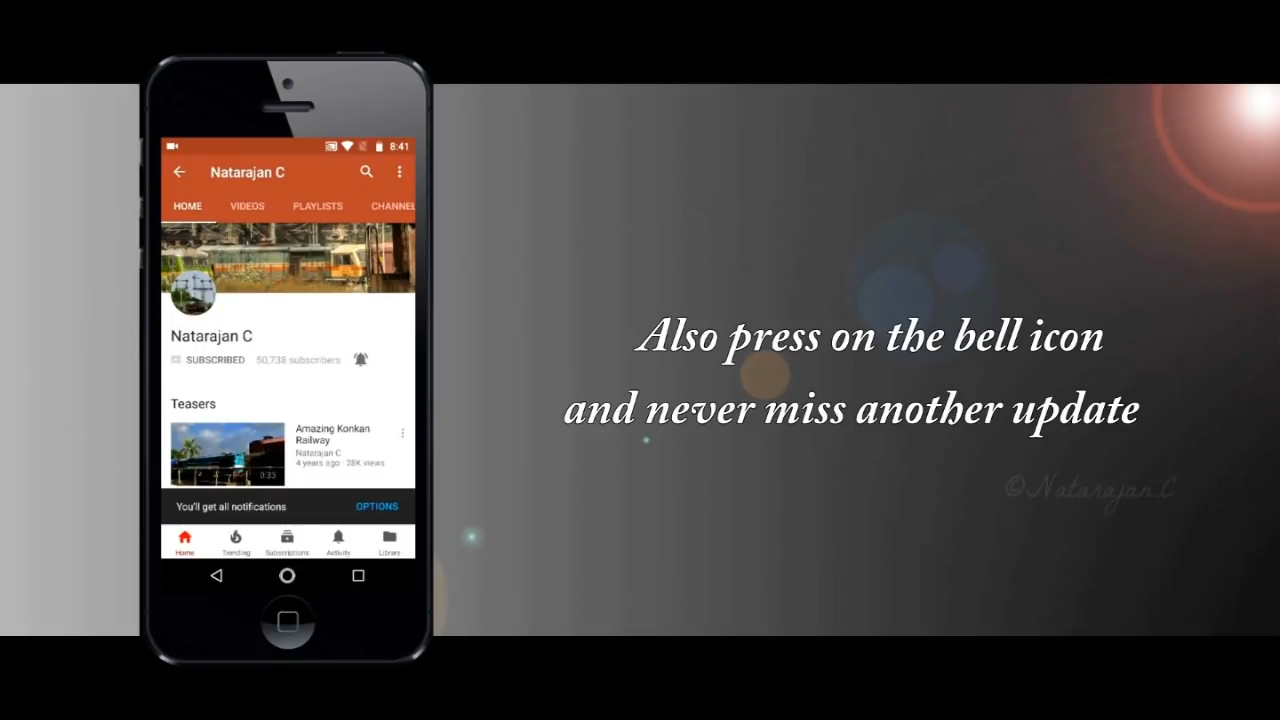 8:41
Natarajan C
HOME VIDEOS PLAYLISTS CHANNEL
Natarajan C
SUBSCRIBED 50,738 subscribers
Teasers
Amazing Konkan
Railway
Natarajan C
4 years ago · 28K views
0:33
You'll get all notifications OPTIONS
Home Trending Subscriptions Activity Library
Also press on the bell icon
and never miss another update
©Natarajan.C